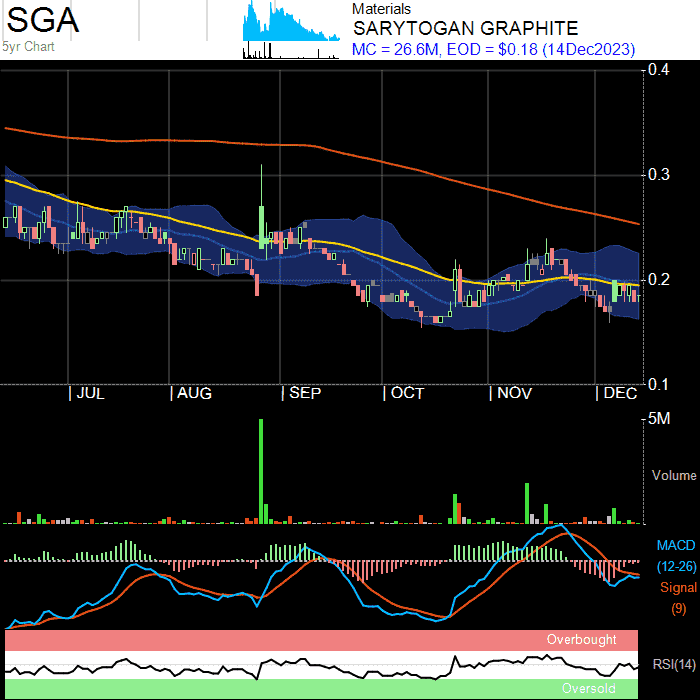 SGA
5yr Chart
Materials
SARYTOGAN GRAPHITE
MC = 26.6M, EOD = $0.18 (14Dec2023)
0.4
0.3
0.2
0.1
JUL
AUG
SEP
OCT
NOV
DEC
5M
Volume
MACD
(12-26)
Signal
(9)
Overbought
RSI(14)
Oversold